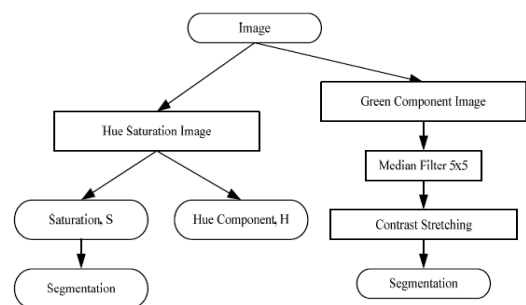 Image
Green Component Image
Hue Saturation Image
Median Filter 5x5
Saturation, S
Hue Component, H
Contrast Stretching
Segmentation
Segmentation